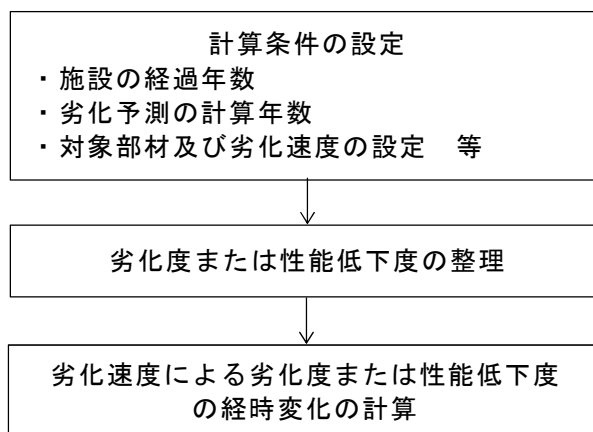 計算条件の設定
・施設の経過年数
・劣化予測の計算年数
・対象部材及び劣化速度の設定　等
劣化度または性能低下度の整理
劣化速度による劣化度または性能低下度
の経時変化の計算